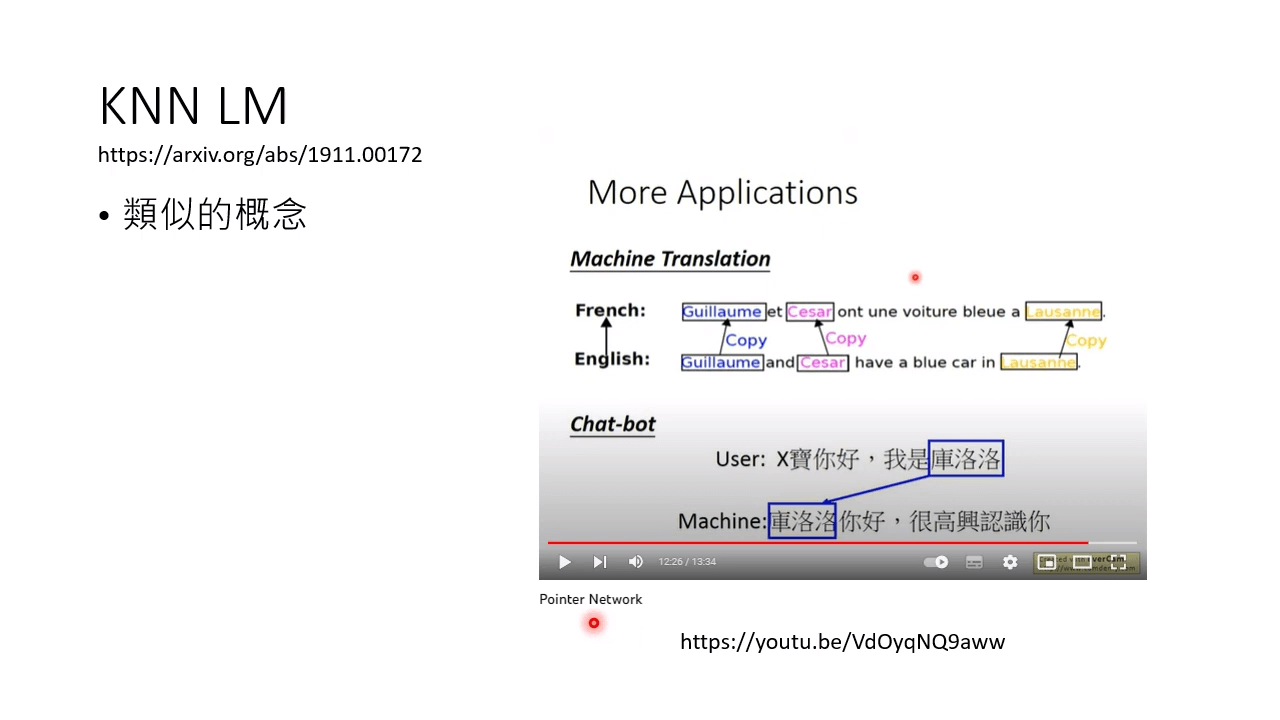 KNN LM
https://arxiv.org/abs/1911.00172
• 類似的概念
More Applications
Machine Translation
French: Guillaume et Cesar ont une voiture bleue a Lausanne.
Copy Copy Copy
English: Guillaume and Cesar have a blue car in Lausanne.
Chat-bot
User: X寶你好，我是庫洛洛
Machine:庫洛洛你好，很高興認識你
12:26 / 13:34
Pointer Network
https://youtu.be/VdOyqNQ9aww